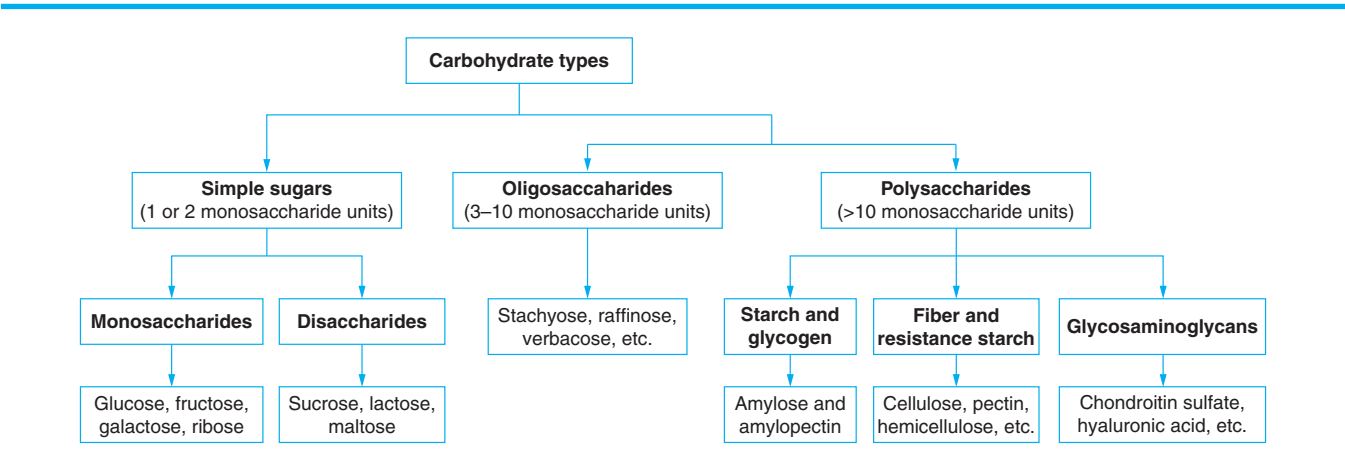 Carbohydrate types
Simple sugars
(1 or 2 monosaccharide units)
Oligosaccaharides
(3–10 monosaccharide units)
Polysaccharides
(>10 monosaccharide units)
Monosaccharides
Disaccharides
Stachyose, raffinose,
verbacose, etc.
Starch and
glycogen
Fiber and
resistance starch
Glycosaminoglycans
Glucose, fructose,
galactose, ribose
Sucrose, lactose,
maltose
Amylose and
amylopectin
Cellulose, pectin,
hemicellulose, etc.
Chondroitin sulfate,
hyaluronic acid, etc.